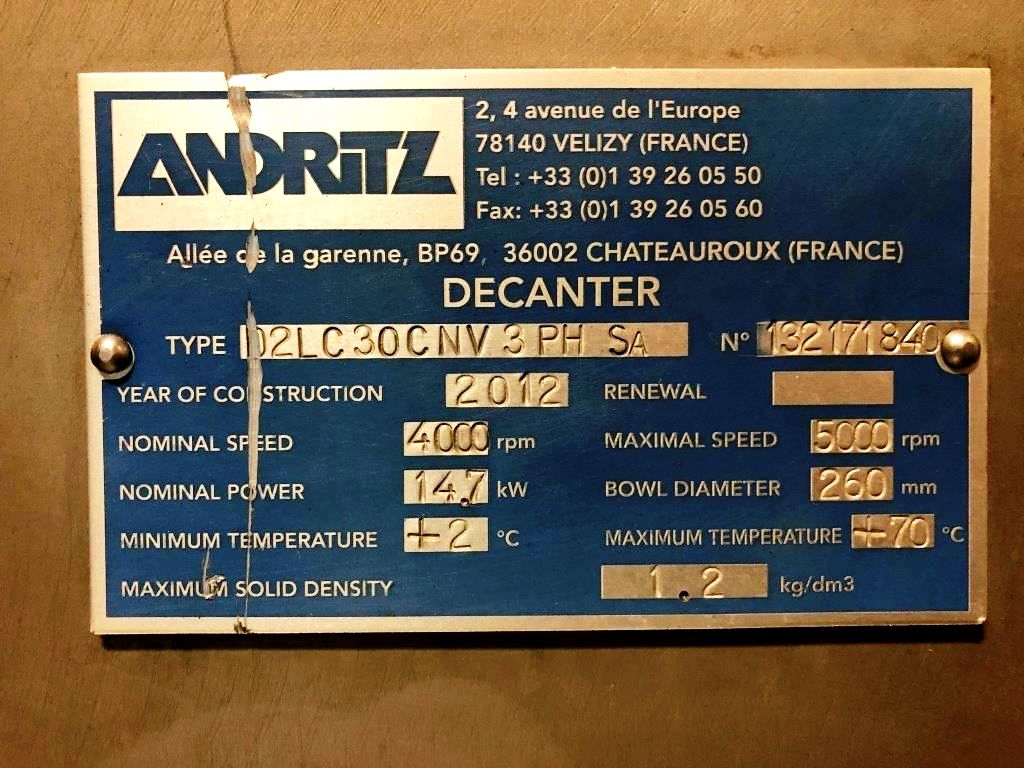 ANDRITZ
2, 4 avenue de l'Europe
78140 VELIZY (FRANCE)
Tel : +33 (0)1 39 26 05 50
Fax: +33 (0)1 39 26 05 60
Allée de la garenne, BP69, 36002 CHATEAUROUX (FRANCE)
DECANTER
TYPE D2LC30CNV 3 PH SA N° 132171840
YEAR OF CONSTRUCTION 2012 RENEWAL
NOMINAL SPEED 4000 rpm MAXIMAL SPEED 5000 rpm
NOMINAL POWER 14,7 kW BOWL DIAMETER 260 mm
MINIMUM TEMPERATURE +2 °C MAXIMUM TEMPERATURE +70 °C
MAXIMUM SOLID DENSITY 1.2 kg/dm3